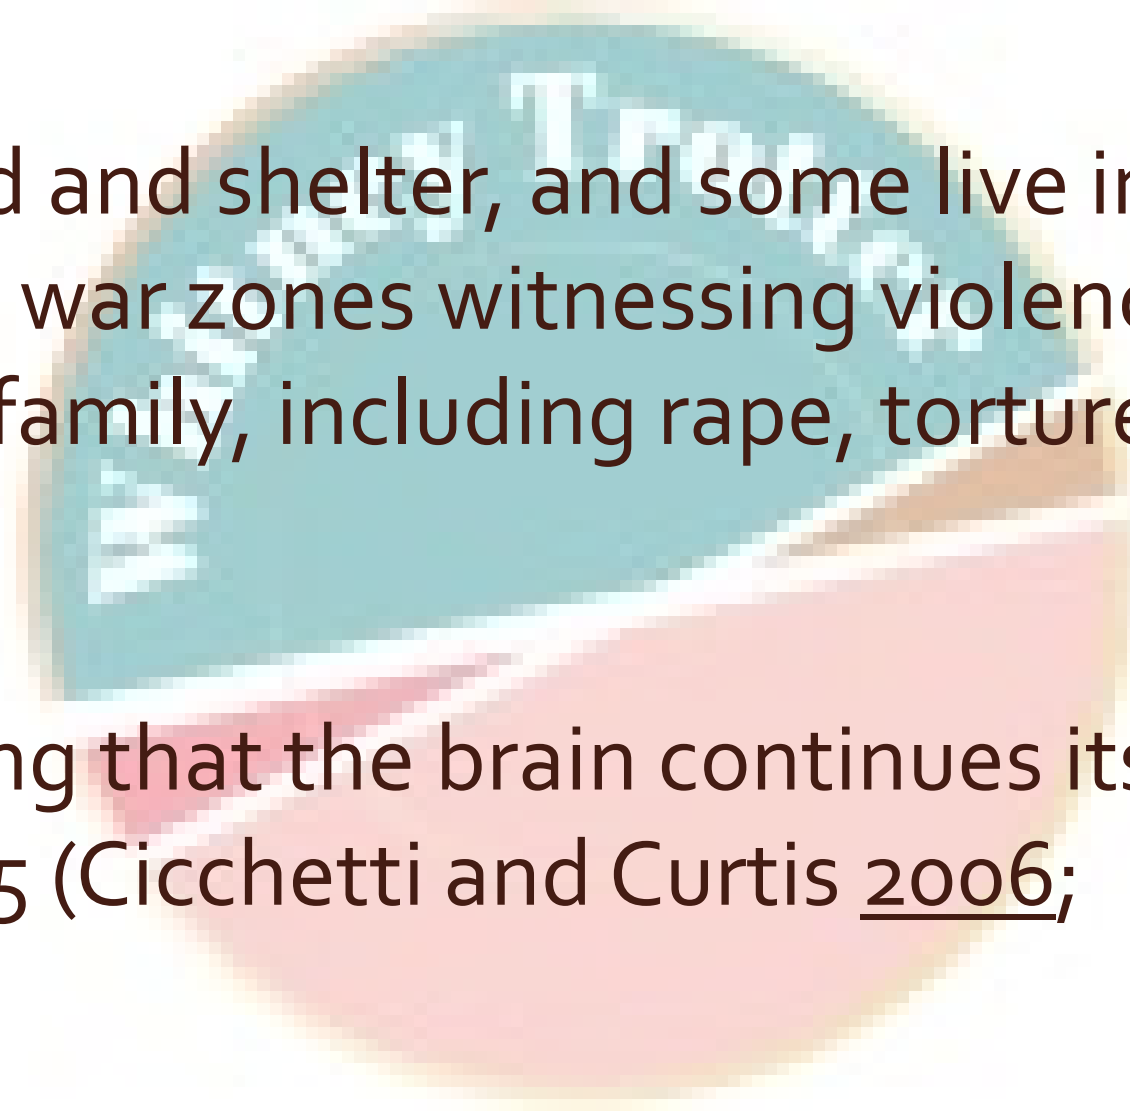 d and shelter, and some live in
war zones witnessing violenc
family, including rape, torture
ng that the brain continues its
5 (Cicchetti and Curtis 2006;